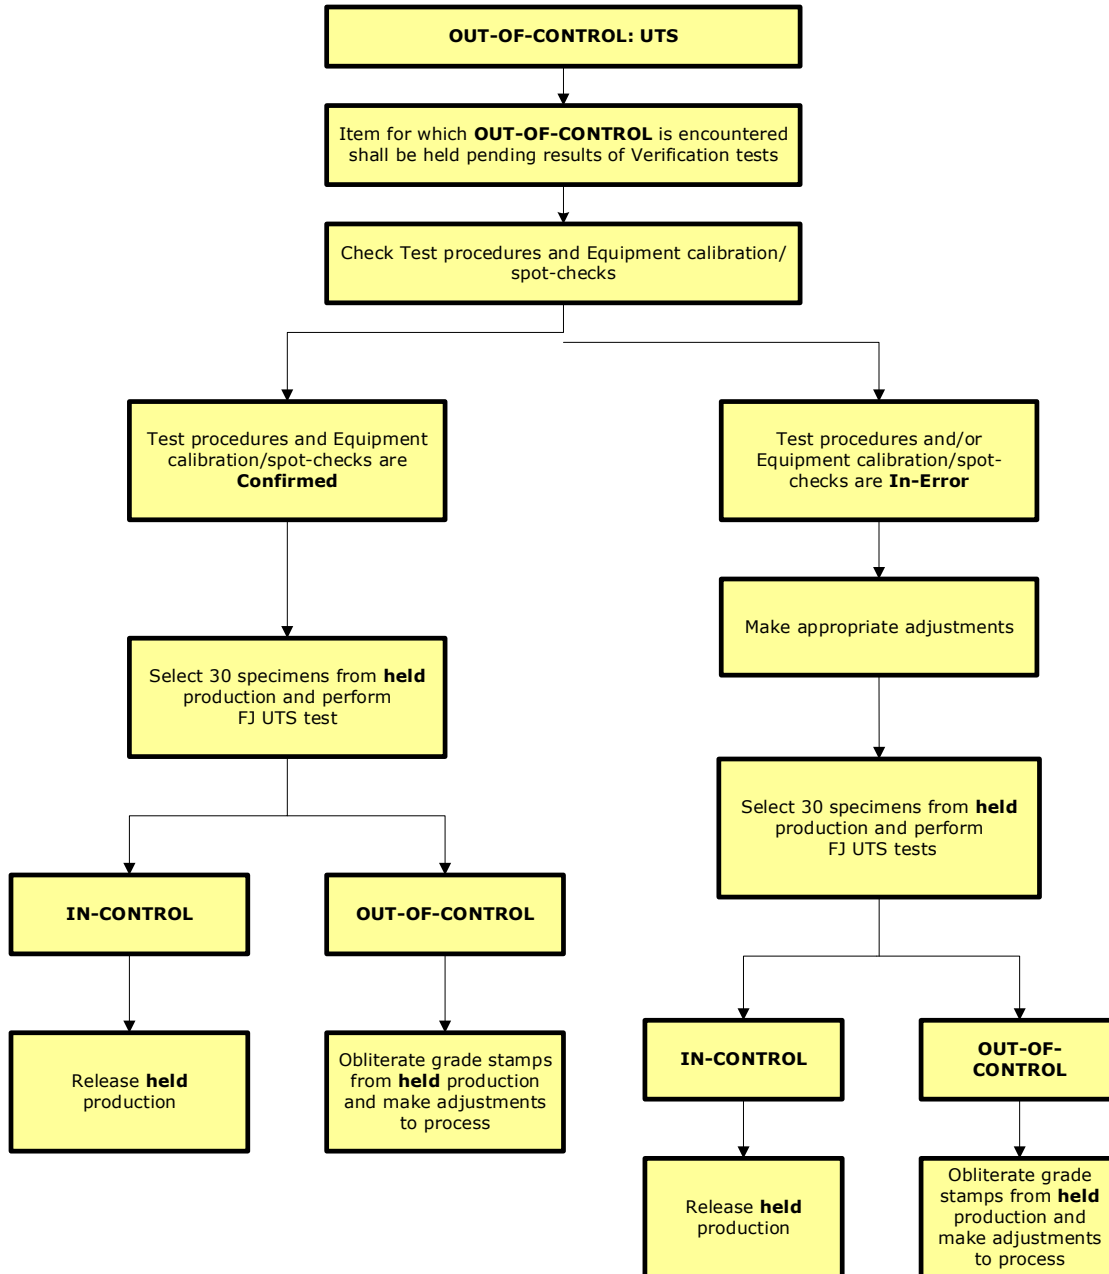 OUT-OF-CONTROL: UTS
Item for which OUT-OF-CONTROL is encountered
shall be held pending results of Verification tests
Check Test procedures and Equipment calibration/
spot-checks
Test procedures and Equipment
calibration/spot-checks are
Confirmed
Test procedures and/or
Equipment calibration/spot-
checks are In-Error
Make appropriate adjustments
Select 30 specimens from held
production and perform
FJ UTS test
Select 30 specimens from held
production and perform
FJ UTS tests
IN-CONTROL
OUT-OF-CONTROL
Release held
production
Obliterate grade stamps
from held production
and make adjustments
to process
IN-CONTROL
OUT-OF-
CONTROL
Release held
production
Obliterate grade
stamps from held
production and
make adjustments
to process